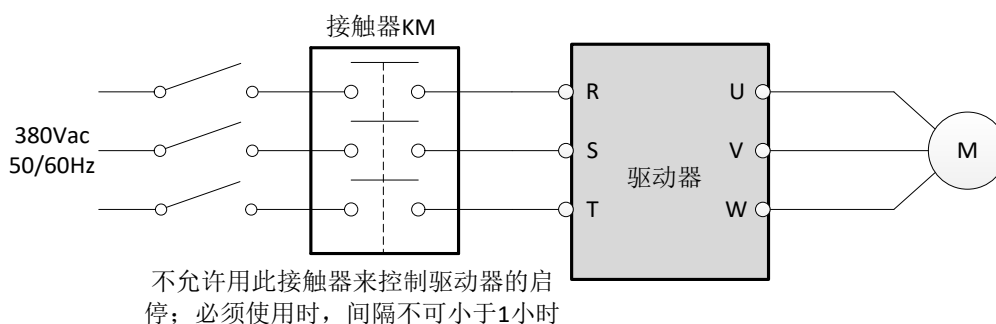 接触器KM
380Vac
50/60Hz
R
U
S
V
驱动器
T
W
M
不允许用此接触器来控制驱动器的启
停；必须使用时，间隔不可小于1小时